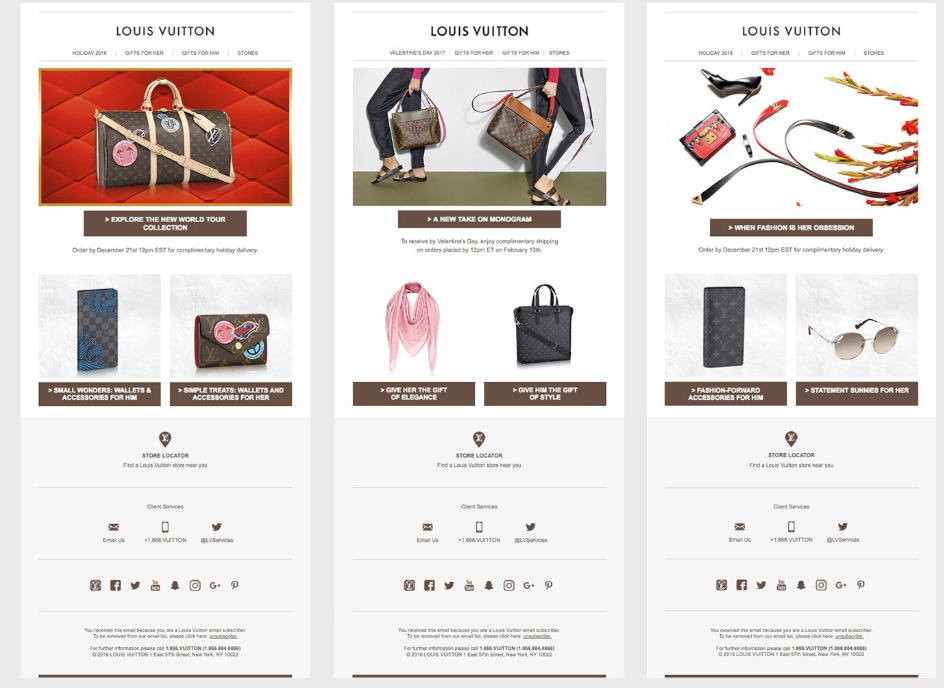 LOUIS VUITTON
HOLIDAY 2016 | GIFTS FOR HER | GIFTS FOR HIM | STORES
> EXPLORE THE NEW WORLD TOUR
COLLECTION
Order by December 21st 12pm EST for complimentary holiday delivery.
> SMALL WONDERS: WALLETS &
ACCESSORIES FOR HIM
> SIMPLE TREATS: WALLETS AND
ACCESSORIES FOR HER
STORE LOCATOR
Find a Louis Vuitton store near you
Client Services
Email Us
+1.866.VUITTON
@LVServices
You received this email because you are a Louis Vuitton email subscriber.
To be removed from our email list, please click here: unsubscribe.
For further information please call 1.866.VUITTON (1.866.884.8866)
© 2016 LOUIS VUITTON 1 East 57th Street, New York, NY 10022
LOUIS VUITTON
VALENTINE'S DAY 2017 | GIFTS FOR HER | GIFTS FOR HIM | STORES
> A NEW TAKE ON MONOGRAM
To receive by Valentine's Day, enjoy complimentary shipping
on orders placed by 12pm ET on February 13th.
> GIVE HER THE GIFT
OF ELEGANCE
> GIVE HIM THE GIFT
OF STYLE
STORE LOCATOR
Find a Louis Vuitton store near you
Client Services
Email Us
+1.866.VUITTON
@LVServices
You received this email because you are a Louis Vuitton email subscriber.
To be removed from our email list, please click here: unsubscribe.
For further information please call 1.866.VUITTON (1.866.884.8866)
© 2016 LOUIS VUITTON 1 East 57th Street, New York, NY 10022
LOUIS VUITTON
HOLIDAY 2016 | GIFTS FOR HER | GIFTS FOR HIM | STORES
> WHEN FASHION IS HER OBSESSION
Order by December 21st 12pm EST for complimentary holiday delivery.
> FASHION-FORWARD
ACCESSORIES FOR HIM
> STATEMENT SUNNIES FOR HER
STORE LOCATOR
Find a Louis Vuitton store near you
Client Services
Email Us
+1.866.VUITTON
@LVServices
You received this email because you are a Louis Vuitton email subscriber.
To be removed from our email list, please click here: unsubscribe.
For further information please call 1.866.VUITTON (1.866.884.8866)
© 2016 LOUIS VUITTON 1 East 57th Street, New York, NY 10022